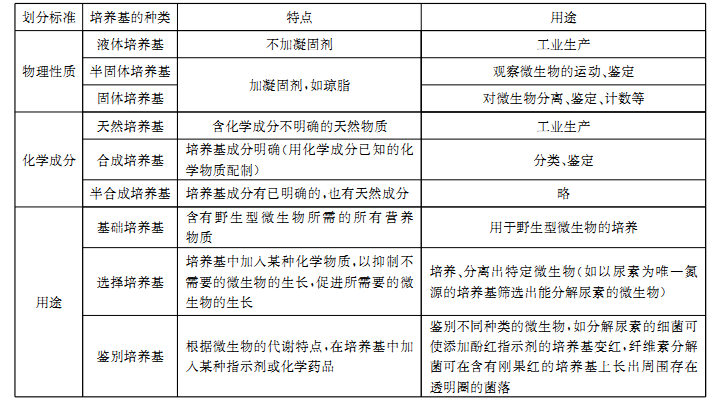 划分标准 培养基的种类 特点 用途
物理性质 液体培养基 不加凝固剂 工业生产
半固体培养基 加凝固剂,如琼脂 观察微生物的运动、鉴定
固体培养基 对微生物分离、鉴定、计数等
化学成分 天然培养基 含化学成分不明确的天然物质 工业生产
合成培养基 培养基成分明确(用化学成分已知的化
学物质配制) 分类、鉴定
半合成培养基 培养基成分有已明确的,也有天然成分 略
用途 基础培养基 含有野生型微生物所需的所有营养
物质 用于野生型微生物的培养
选择培养基 培养基中加入某种化学物质,以抑制不
需要的微生物的生长,促进所需要的微
生物的生长
培养、分离出特定微生物(如以尿素为唯一氮
源的培养基筛选出能分解尿素的微生物)
鉴别培养基 根据微生物的代谢特点,在培养基中加
入某种指示剂或化学药品
鉴别不同种类的微生物,如分解尿素的细菌可
使添加酚红指示剂的培养基变红,纤维素分解
菌可在含有刚果红的培养基上长出周围存在
透明圈的菌落